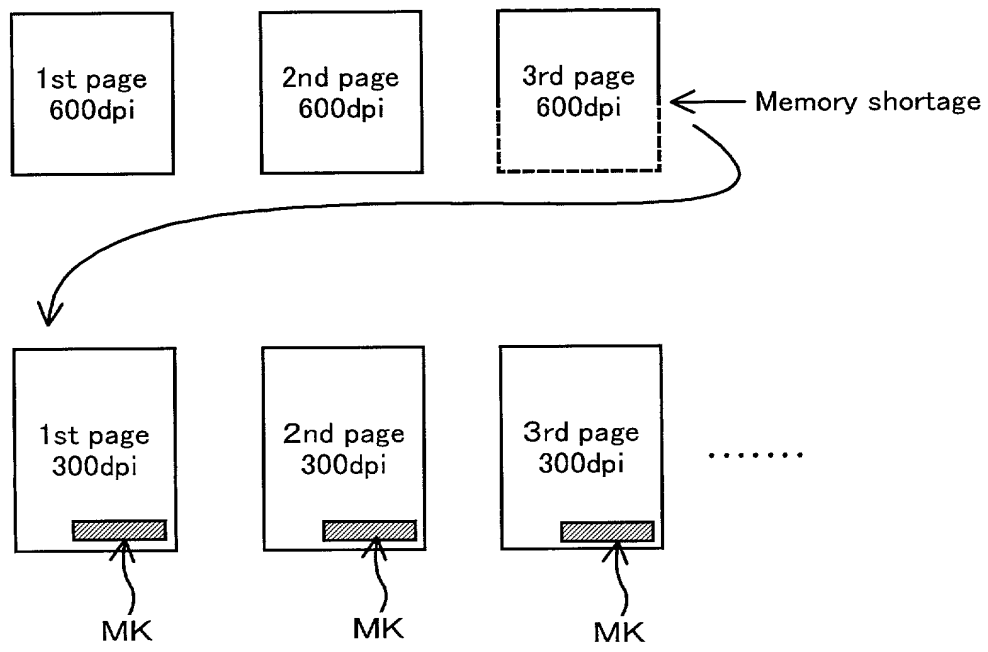 1st page
600dpi
2nd page
600dpi
3rd page
600dpi
Memory shortage
1st page
300dpi
2nd page
300dpi
3rd page
300dpi
.......
MK
MK
MK